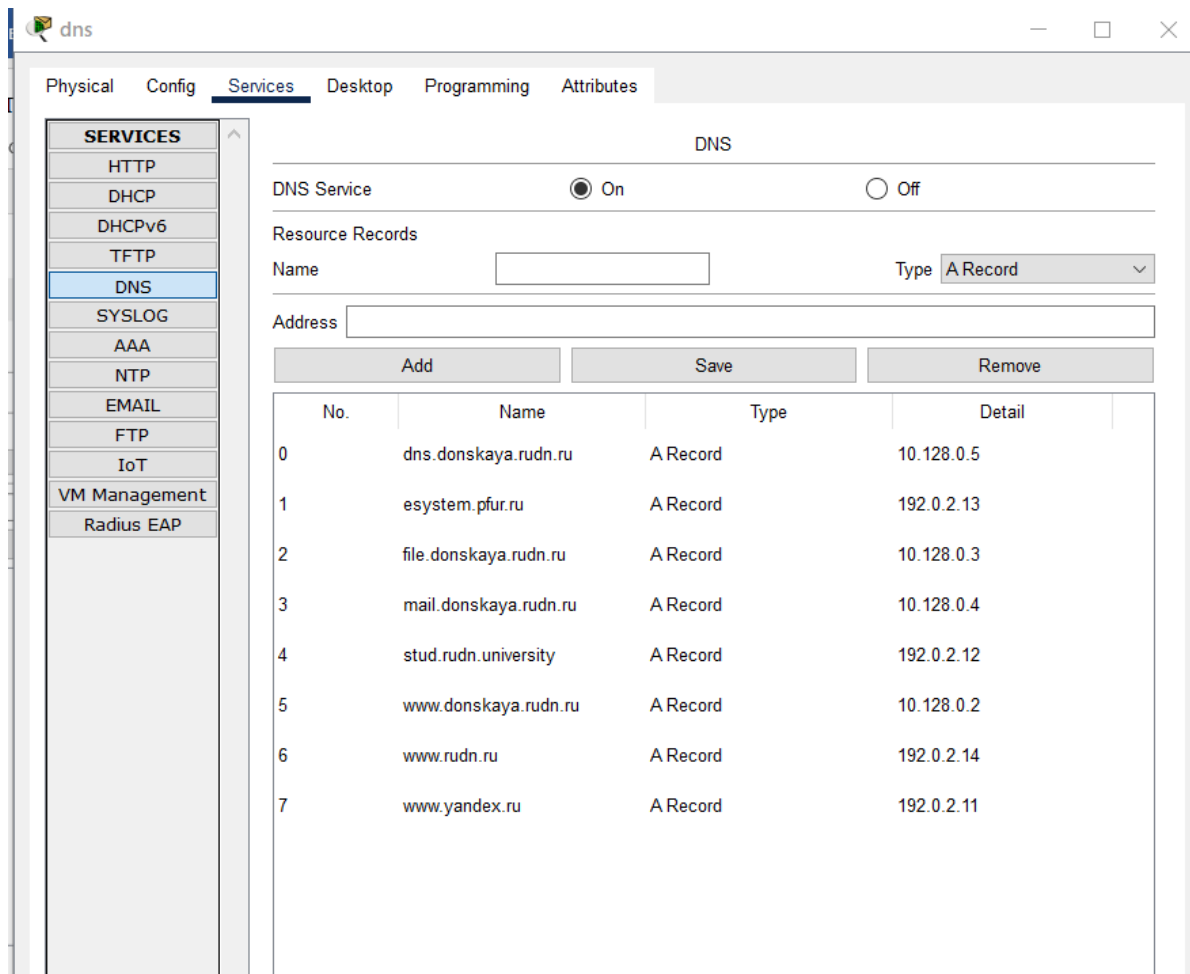 dns
Physical Config Services Desktop Programming Attributes
SERVICES
HTTP
DHCP
DHCPv6
TFTP
DNS
SYSLOG
AAA
NTP
EMAIL
FTP
IoT
VM Management
Radius EAP
DNS
DNS Service On Off
Resource Records
Name Type A Record
Address
Add Save Remove
No. Name Type Detail
0 dns.donskaya.rudn.ru A Record 10.128.0.5
1 esystem.pfur.ru A Record 192.0.2.13
2 file.donskaya.rudn.ru A Record 10.128.0.3
3 mail.donskaya.rudn.ru A Record 10.128.0.4
4 stud.rudn.university A Record 192.0.2.12
5 www.donskaya.rudn.ru A Record 10.128.0.2
6 www.rudn.ru A Record 192.0.2.14
7 www.yandex.ru A Record 192.0.2.11